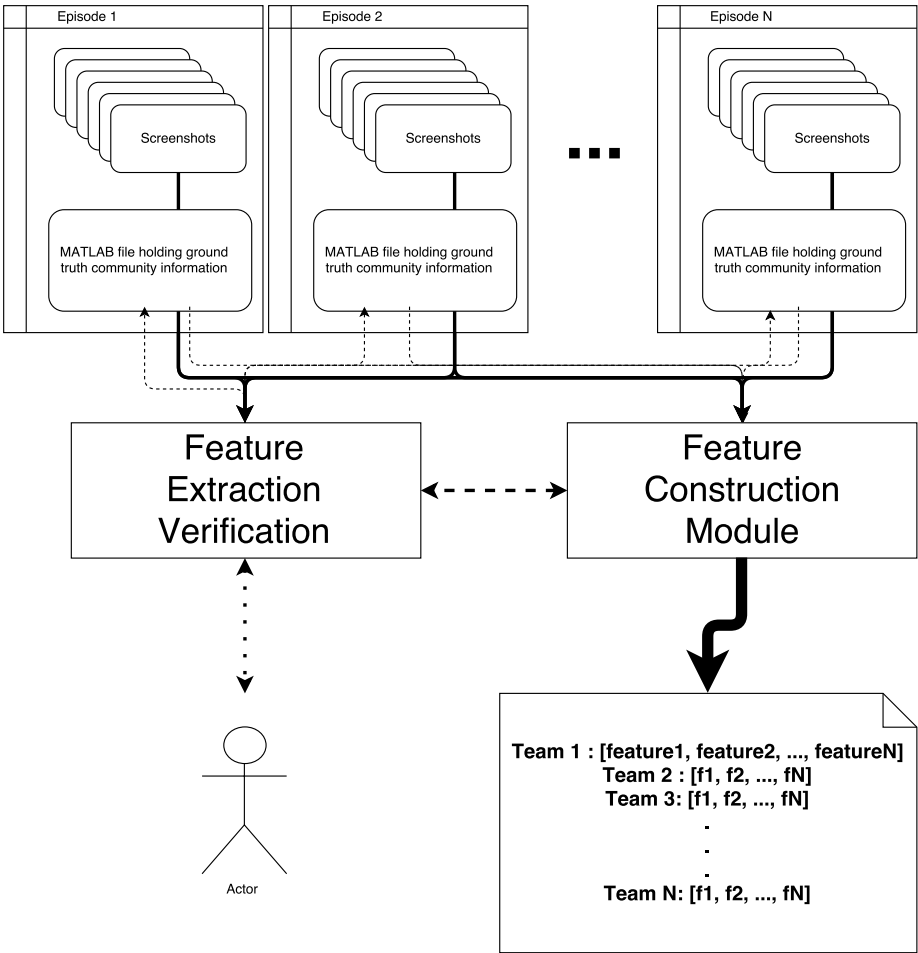 Episode 1
Episode 2
Episode N
Screenshots
Screenshots
Screenshots
MATLAB file holding ground
truth community information
MATLAB file holding ground
truth community information
MATLAB file holding ground
truth community information
Feature
Extraction
Verification
Feature
Construction
Module
Actor
Team 1 : [feature1, feature2, ..., featureN]
Team 2 : [f1, f2, ..., fN]
Team 3: [f1, f2, ..., fN]
.
.
.
Team N: [f1, f2, ..., fN]